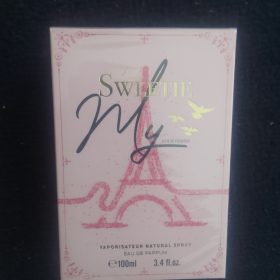 SWEETIE
My
VAPORISATEUR NATURAL SPRAY
EAU DE PARFUM
℮100ml 3.4 fl.oz.